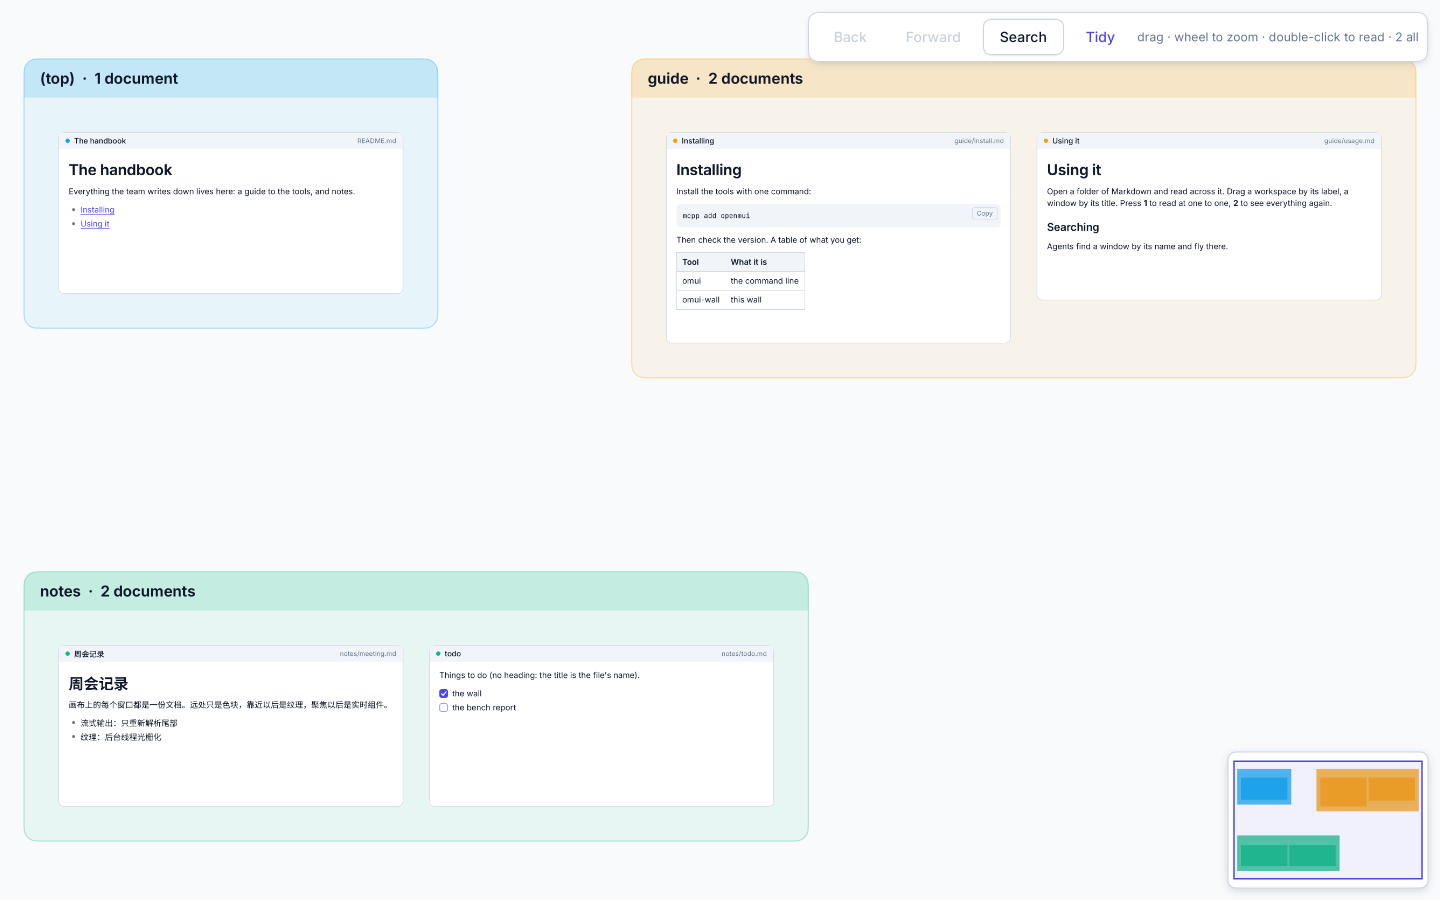 Back Forward Search Tidy drag · wheel to zoom · double-click to read · 2 all
(top) · 1 document
The handbook README.md
The handbook
Everything the team writes down lives here: a guide to the tools, and notes.
• Installing
• Using it
guide · 2 documents
Installing guide/install.md
Installing
Install the tools with one command:
mcpp add openmui Copy
Then check the version. A table of what you get:
Tool What it is
omui the command line
omui-wall this wall
Using it guide/usage.md
Using it
Open a folder of Markdown and read across it. Drag a workspace by its label, a
window by its title. Press 1 to read at one to one, 2 to see everything again.
Searching
Agents find a window by its name and fly there.
notes · 2 documents
周会记录 notes/meeting.md
周会记录
画布上的每个窗口都是一份文档。远处只是色块，靠近以后是纹理，聚焦以后是实时组件。
• 流式输出：只重新解析尾部
• 纹理：后台线程光栅化
todo notes/todo.md
Things to do (no heading: the title is the file's name).
the wall
the bench report